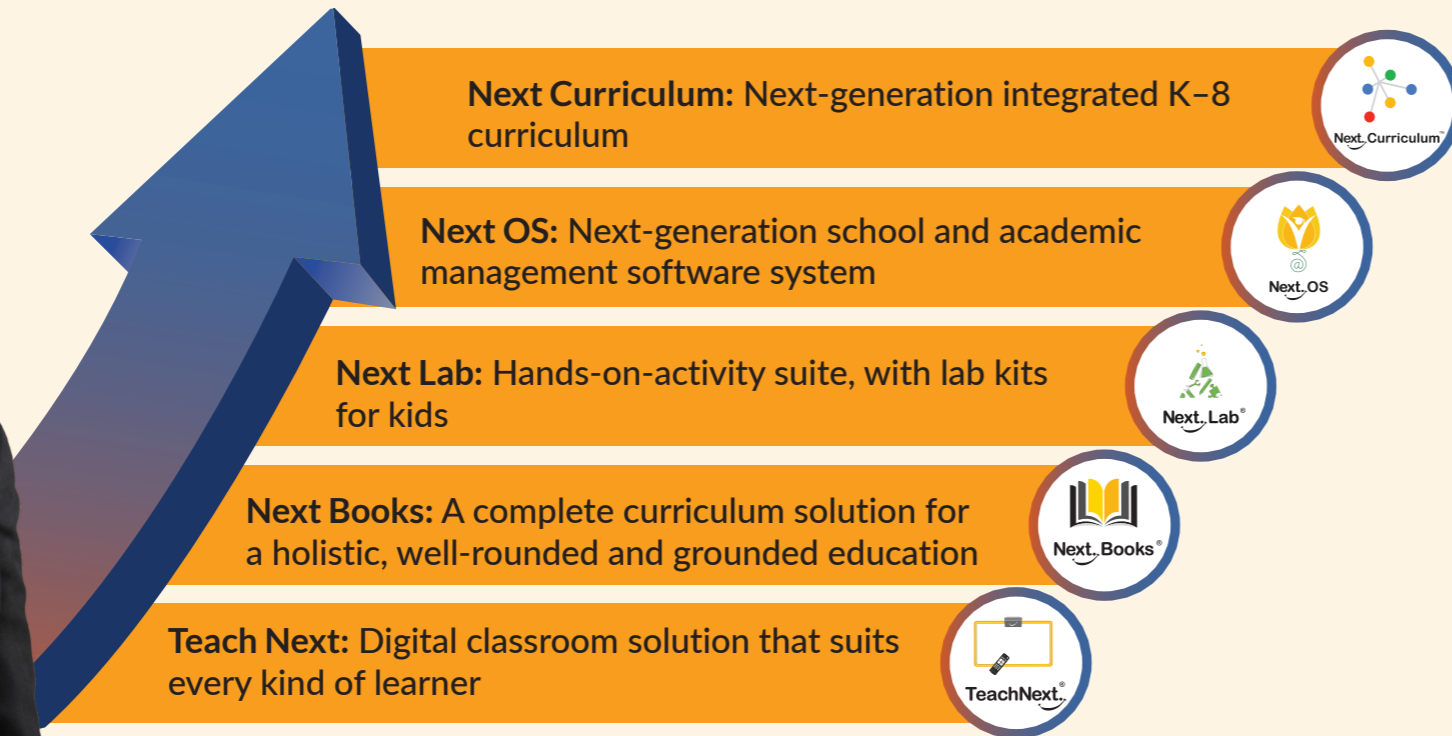 Next Curriculum: Next-generation integrated K–8
curriculum
Next.Curriculum™
Next OS: Next-generation school and academic
management software system
@
Next.OS
Next Lab: Hands-on-activity suite, with lab kits
for kids
Next.Lab®
Next Books: A complete curriculum solution for
a holistic, well-rounded and grounded education
Next.Books®
Teach Next: Digital classroom solution that suits
every kind of learner
TeachNext.®